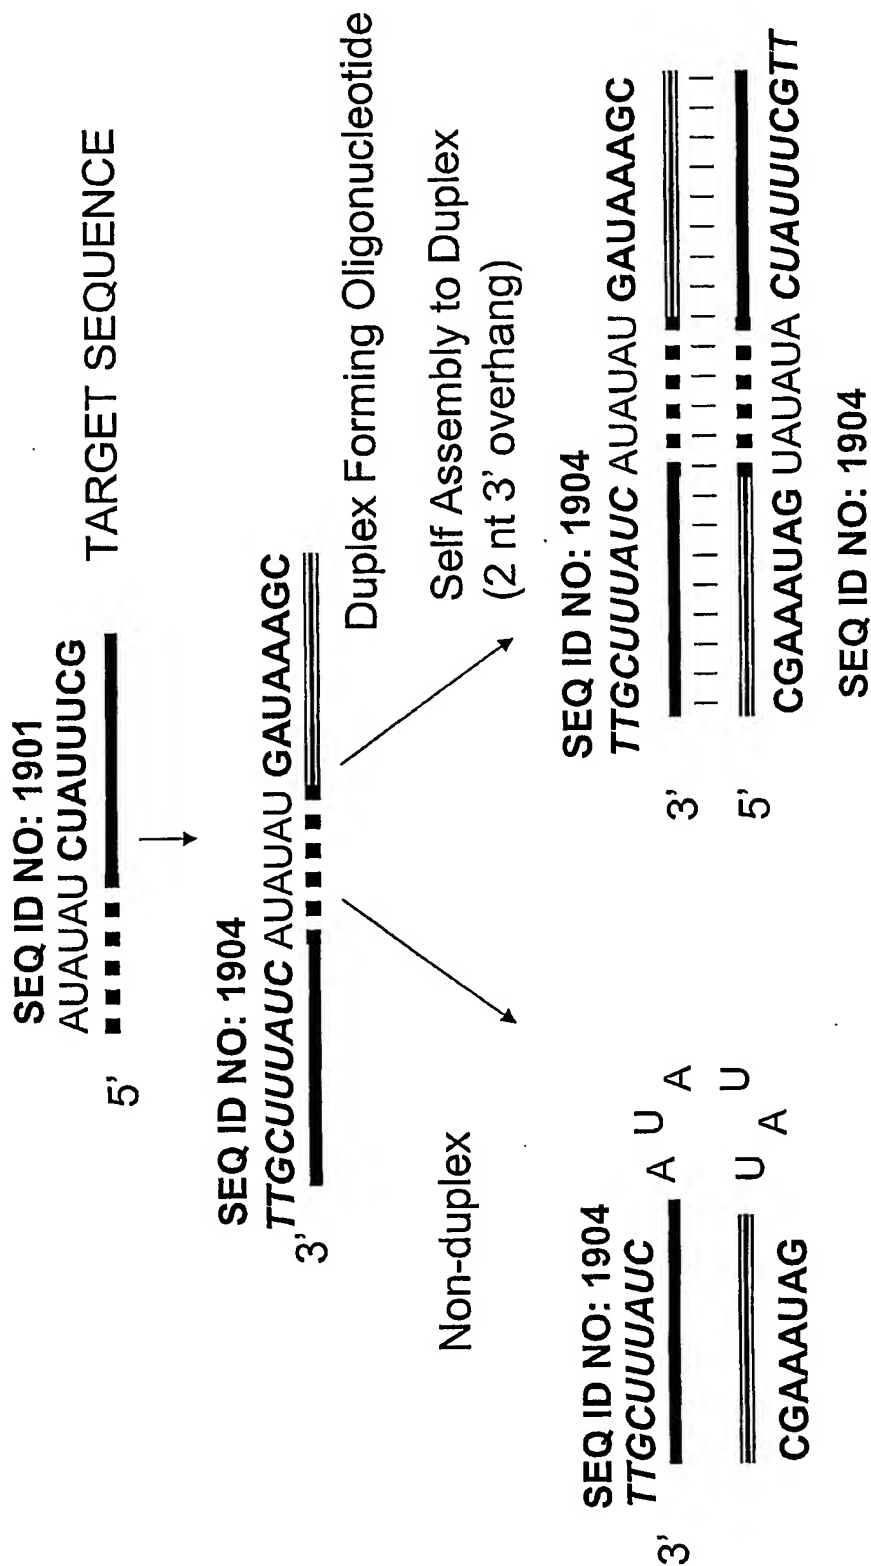 SEQ ID NO: 1901
AUAUAU CUAUUUCG
5'
TARGET SEQUENCE
SEQ ID NO: 1904
TTGCUUUAUC AUAUAU GAUAAAGC
3'
Duplex Forming Oligonucleotide
Non-duplex
Self Assembly to Duplex
(2 nt 3' overhang)
SEQ ID NO: 1904
TTGCUUUAUC
3'
A U A U A U
CGAAAUAG
SEQ ID NO: 1904
TTGCUUUAUC AUAUAU GAUAAAGC
3'
5'
CGAAAUAG UAUAUA CUAUUUCGTT
SEQ ID NO: 1904